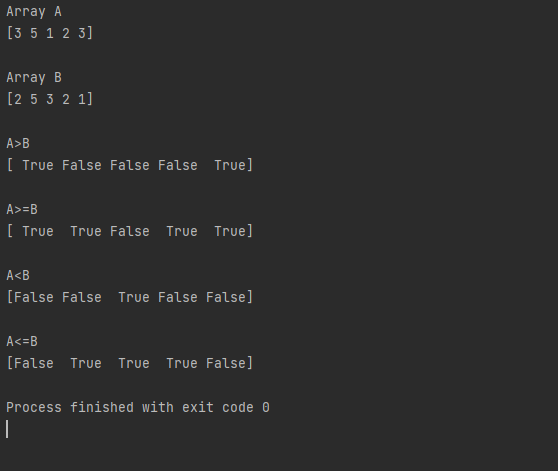 Array A
[3 5 1 2 3]
Array B
[2 5 3 2 1]
A>B
[ True False False False  True]
A>=B
[ True  True False  True  True]
A<B
[False False  True False False]
A<=B
[False  True  True  True False]
Process finished with exit code 0